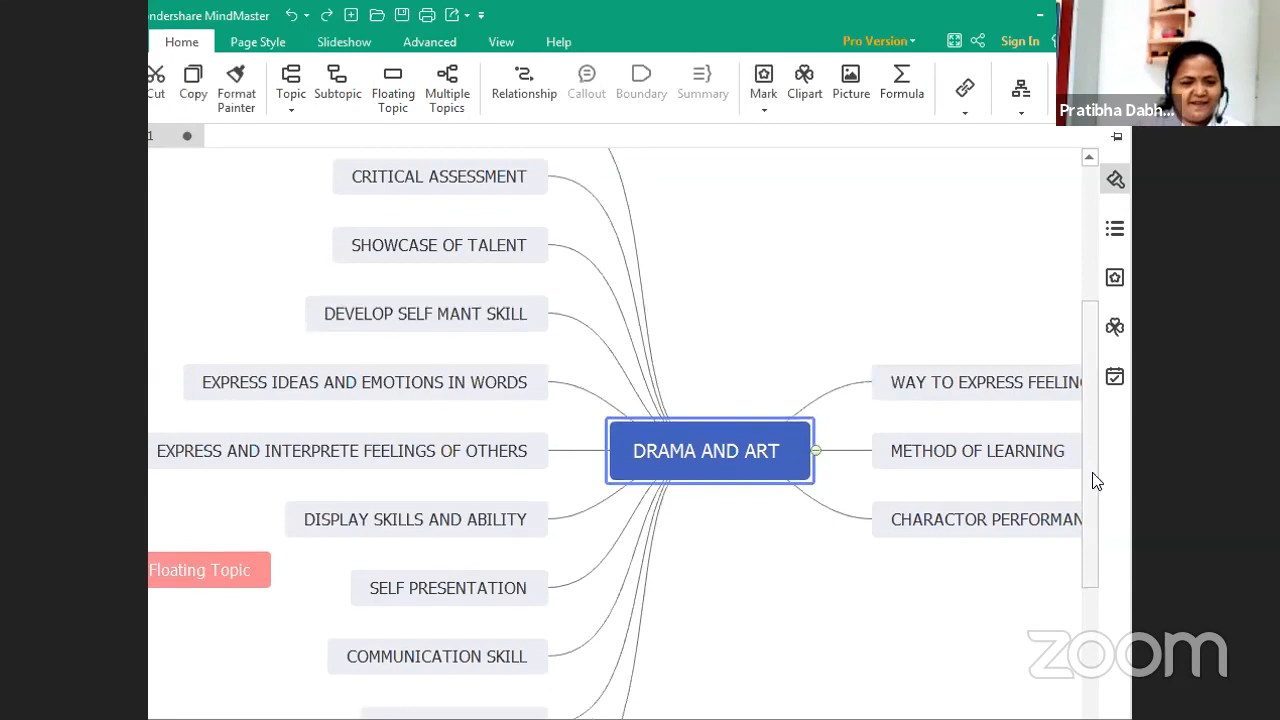 ndershare MindMaster
Home Page Style Slideshow Advanced View Help
Pro Version Sign In
Cut Copy Format Painter Topic Subtopic Floating Topic Multiple Topics Relationship Callout Boundary Summary Mark Clipart Picture Formula
Pratibha Dabh...
1
CRITICAL ASSESSMENT
SHOWCASE OF TALENT
DEVELOP SELF MANT SKILL
EXPRESS IDEAS AND EMOTIONS IN WORDS
EXPRESS AND INTERPRETE FEELINGS OF OTHERS
DISPLAY SKILLS AND ABILITY
Floating Topic
SELF PRESENTATION
COMMUNICATION SKILL
DRAMA AND ART
WAY TO EXPRESS FEELING
METHOD OF LEARNING
CHARACTOR PERFORMAN
zoom